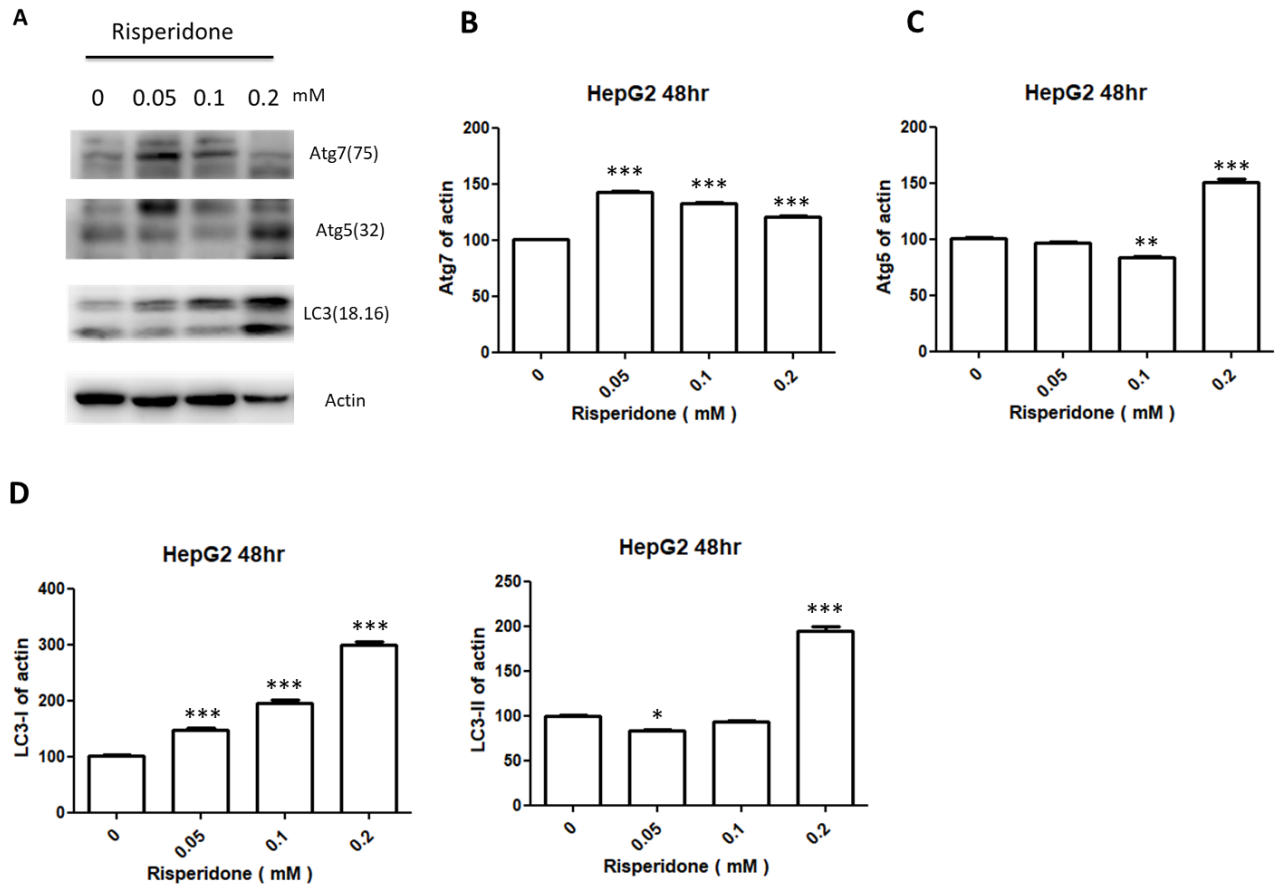 A
Risperidone
0 0.05 0.1 0.2 mM
Atg7(75)
Atg5(32)
LC3(18.16)
Actin
B
HepG2 48hr
Atg7 of actin
200
150
100
50
0
***
***
***
0 0.05 0.1 0.2
Risperidone ( mM )
C
HepG2 48hr
Atg5 of actin
200
150
100
50
0
**
***
0 0.05 0.1 0.2
Risperidone ( mM )
D
HepG2 48hr
LC3-I of actin
400
300
200
100
0
***
***
***
0 0.05 0.1 0.2
Risperidone ( mM )
HepG2 48hr
LC3-II of actin
250
200
150
100
50
0
*
***
0 0.05 0.1 0.2
Risperidone ( mM )